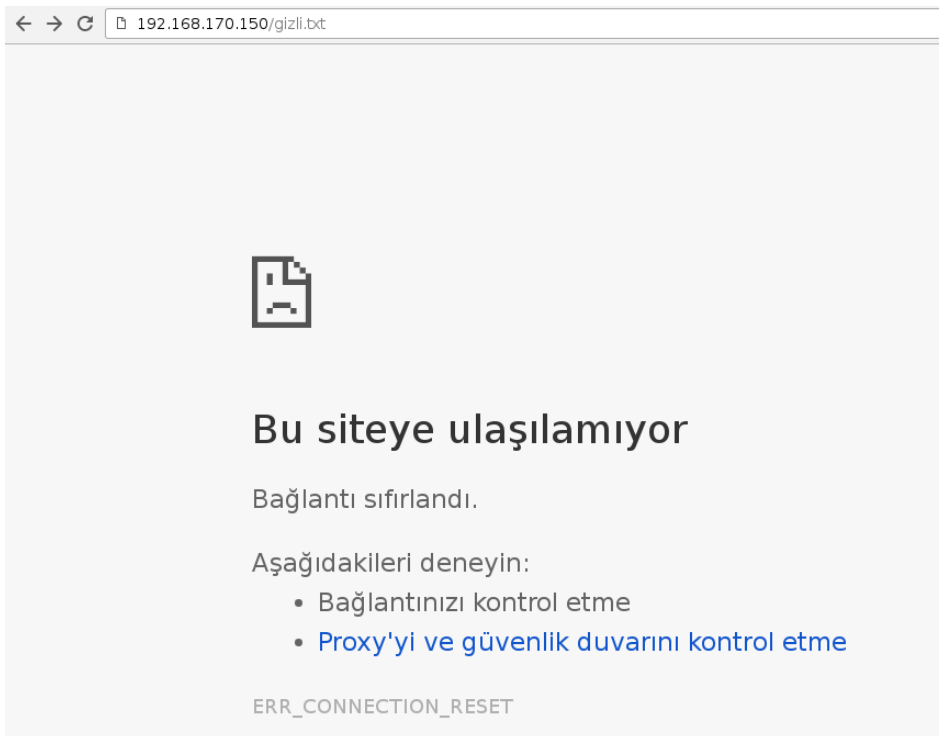 192.168.170.150/gizli.txt
Bu siteye ulaşılamıyor
Bağlantı sıfırlandı.
Aşağıdakileri deneyin:
• Bağlantınızı kontrol etme
• Proxy'yi ve güvenlik duvarını kontrol etme
ERR_CONNECTION_RESET